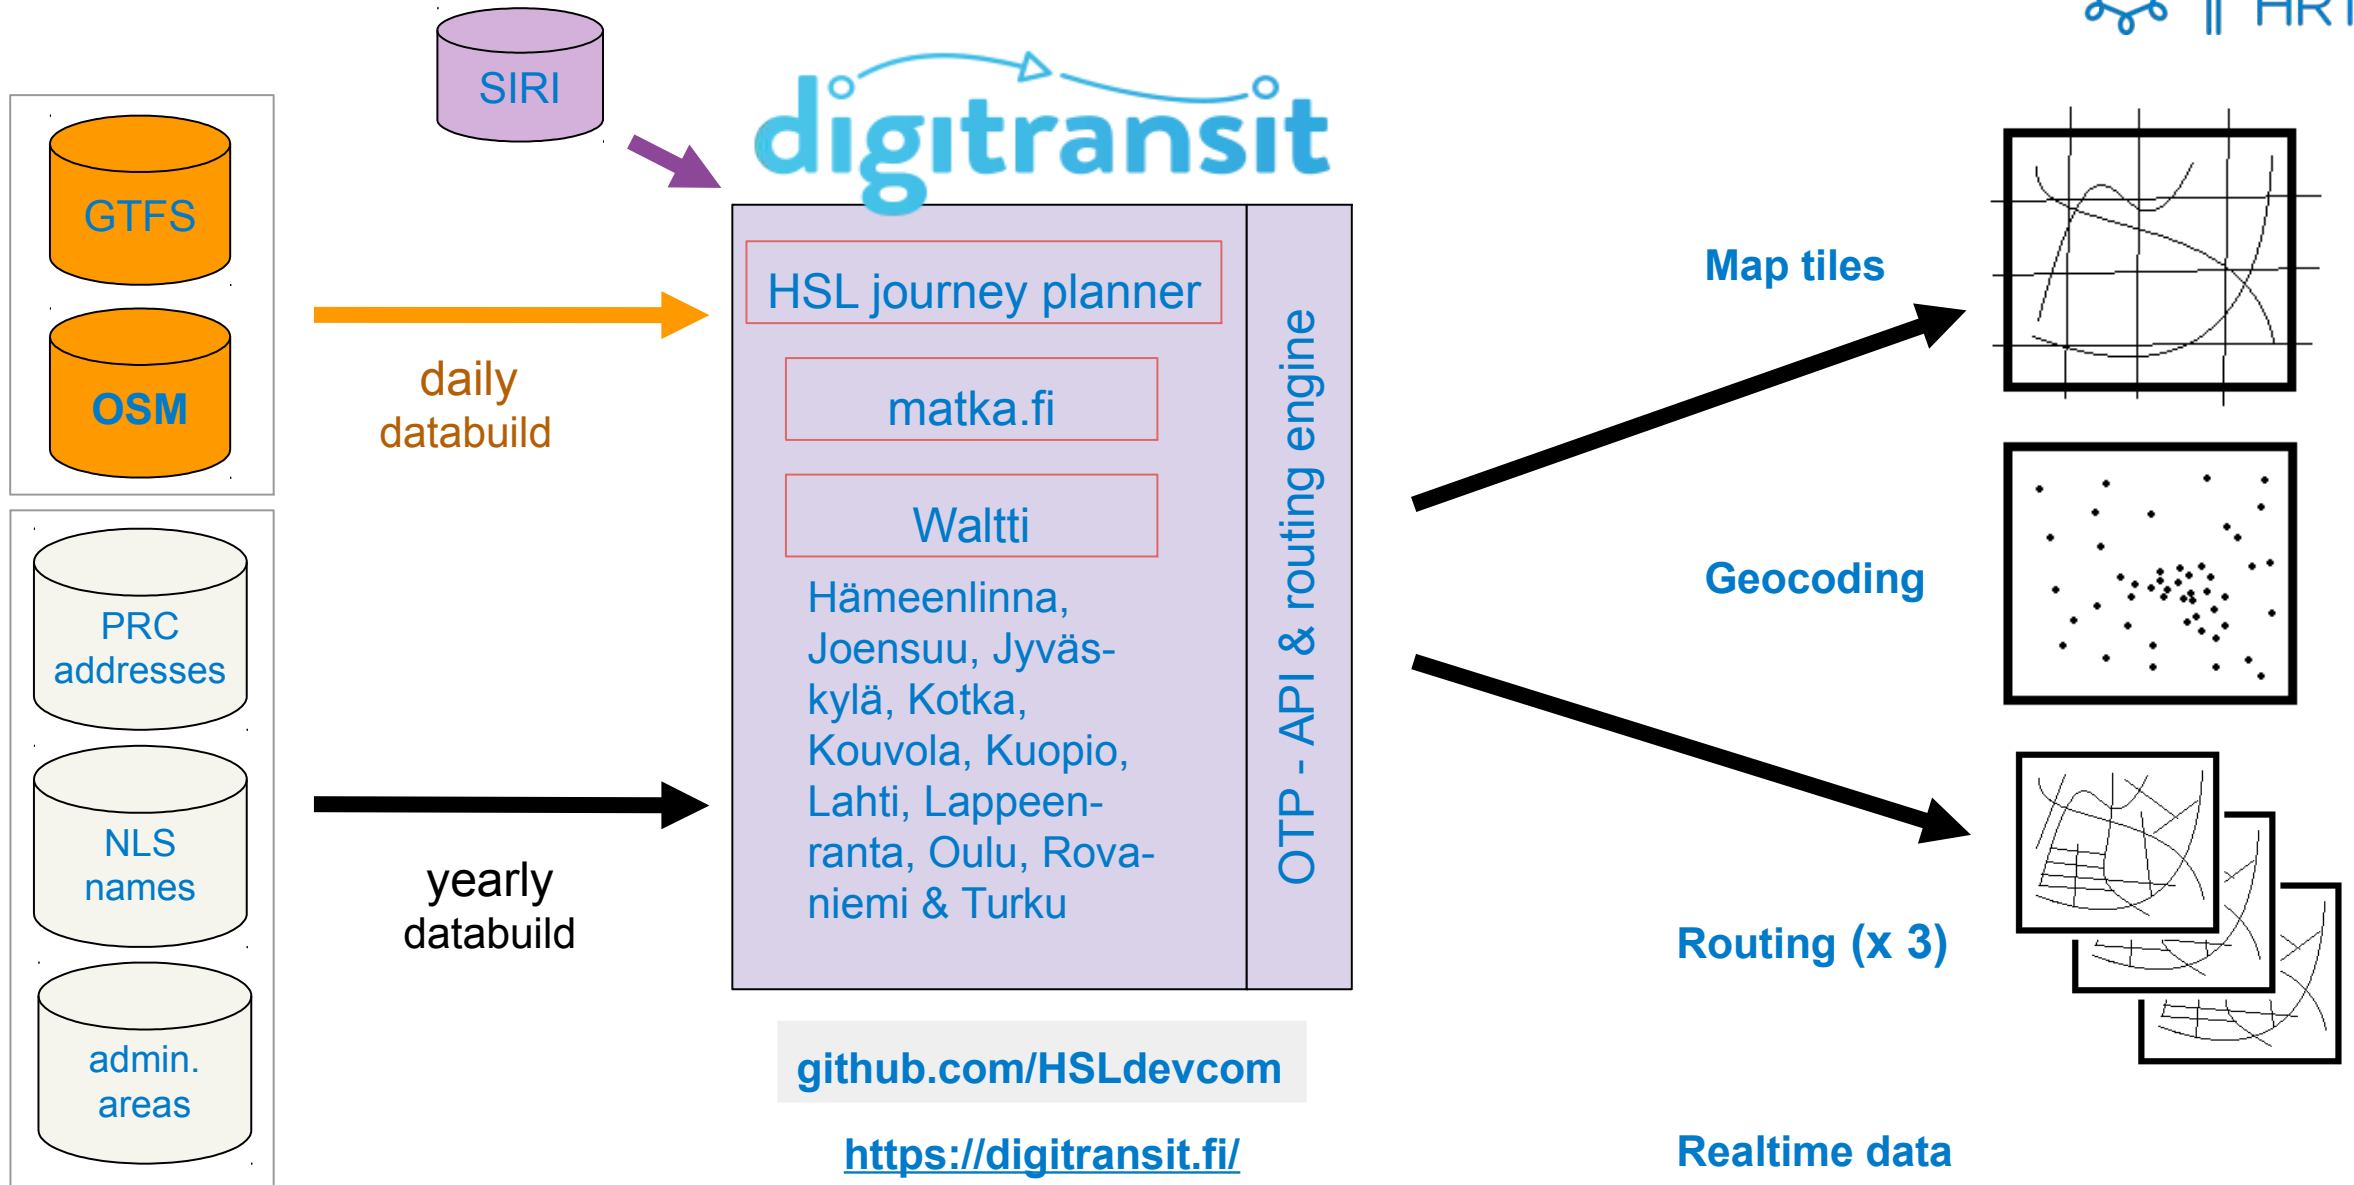 HRT
SIRI
digitransit
GTFS
OSM
daily
databuild
PRC
addresses
NLS
names
admin.
areas
yearly
databuild
HSL journey planner
matka.fi
Waltti
Hämeenlinna,
Joensuu, Jyväs-
kylä, Kotka,
Kouvola, Kuopio,
Lahti, Lappeen-
ranta, Oulu, Rova-
niemi & Turku
OTP - API & routing engine
github.com/HSLdevcom
https://digitransit.fi/
Map tiles
Geocoding
Routing (x 3)
Realtime data